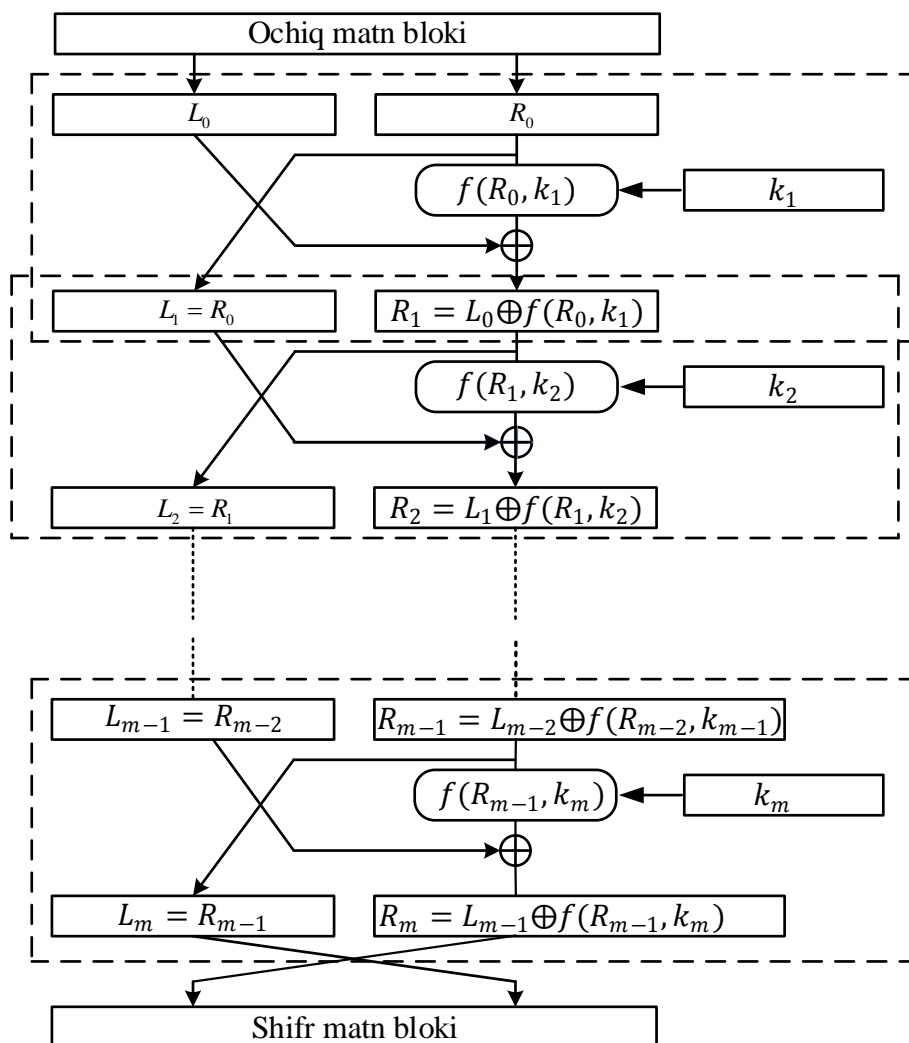 Ochiq matn bloki
L₀ R₀
f(R₀, k₁) k₁
L₁ = R₀ R₁ = L₀⊕f(R₀, k₁)
f(R₁, k₂) k₂
L₂ = R₁ R₂ = L₁⊕f(R₁, k₂)
Lₘ₋₁ = Rₘ₋₂ Rₘ₋₁ = Lₘ₋₂⊕f(Rₘ₋₂, kₘ₋₁)
f(Rₘ₋₁, kₘ) kₘ
Lₘ = Rₘ₋₁ Rₘ = Lₘ₋₁⊕f(Rₘ₋₁, kₘ)
Shifr matn bloki